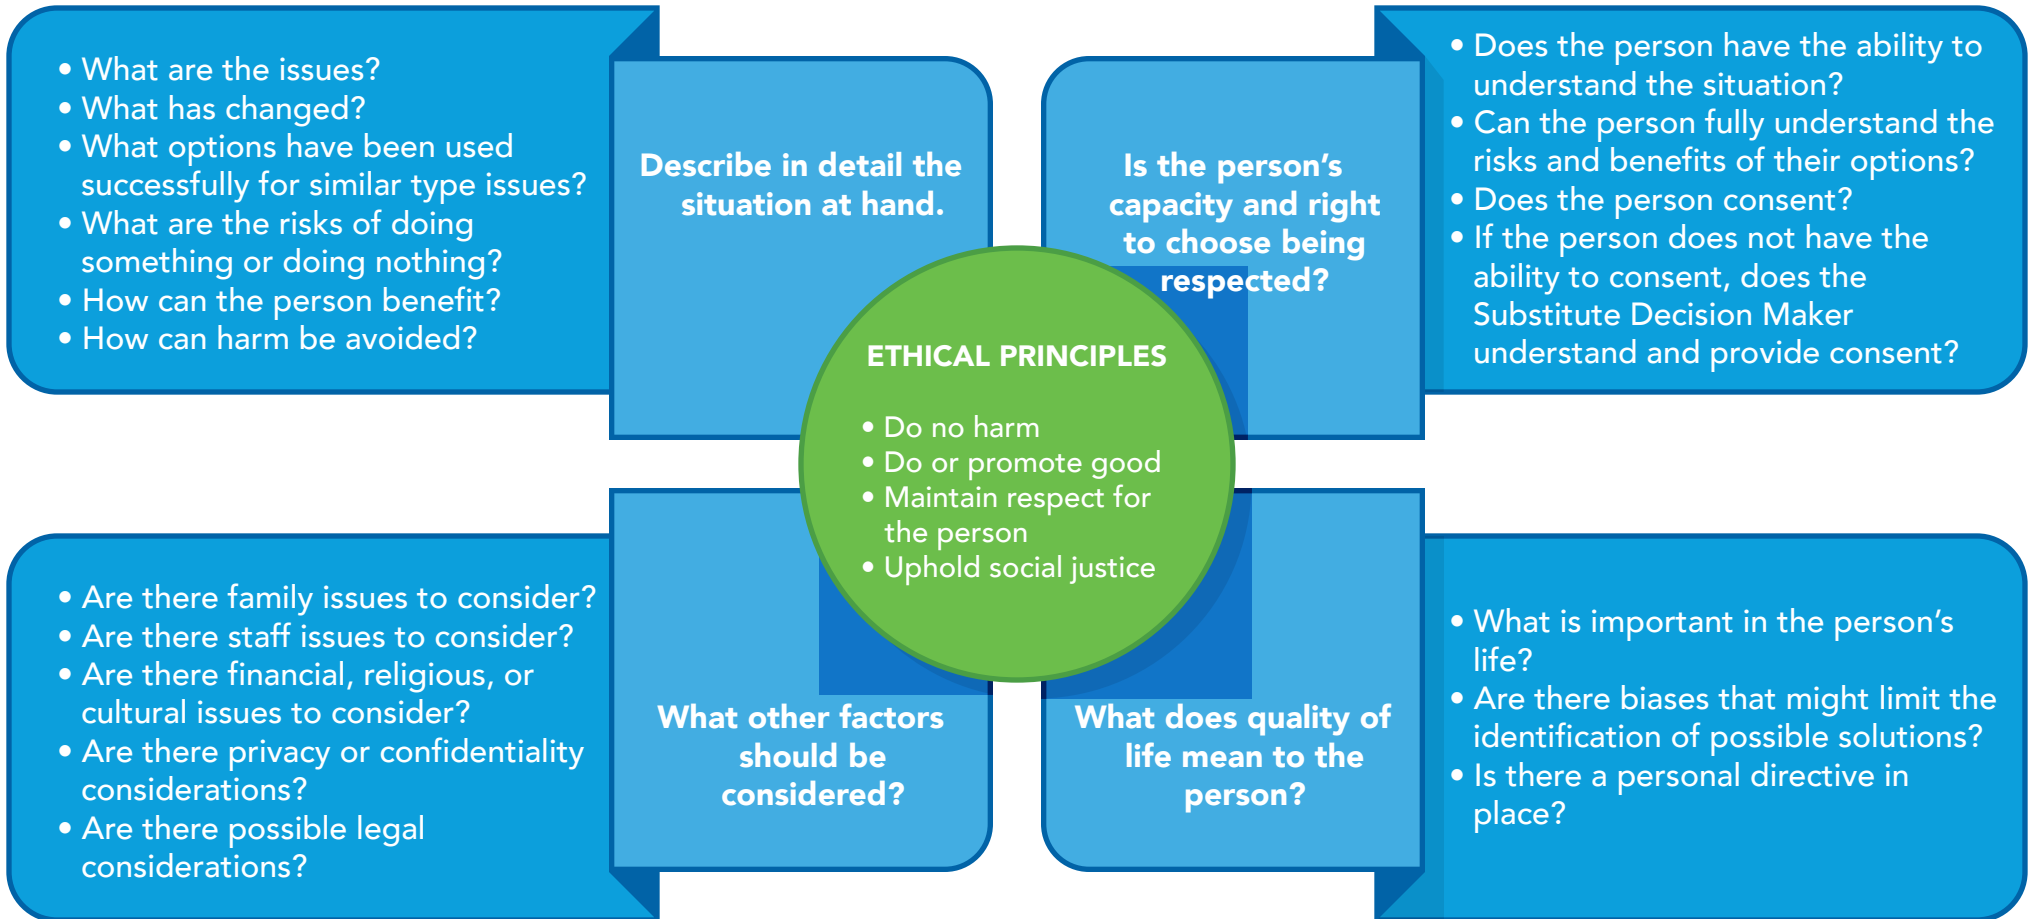 • What are the issues?
• What has changed?
• What options have been used
successfully for similar type issues?
• What are the risks of doing
something or doing nothing?
• How can the person benefit?
• How can harm be avoided?
Describe in detail the
situation at hand.
Is the person’s
capacity and right
to choose being
respected?
• Does the person have the ability to
understand the situation?
• Can the person fully understand the
risks and benefits of their options?
• Does the person consent?
• If the person does not have the
ability to consent, does the
Substitute Decision Maker
understand and provide consent?
ETHICAL PRINCIPLES
• Do no harm
• Do or promote good
• Maintain respect for
the person
• Uphold social justice
• Are there family issues to consider?
• Are there staff issues to consider?
• Are there financial, religious, or
cultural issues to consider?
• Are there privacy or confidentiality
considerations?
• Are there possible legal
considerations?
What other factors
should be
considered?
What does quality of
life mean to the
person?
• What is important in the person’s
life?
• Are there biases that might limit the
identification of possible solutions?
• Is there a personal directive in
place?